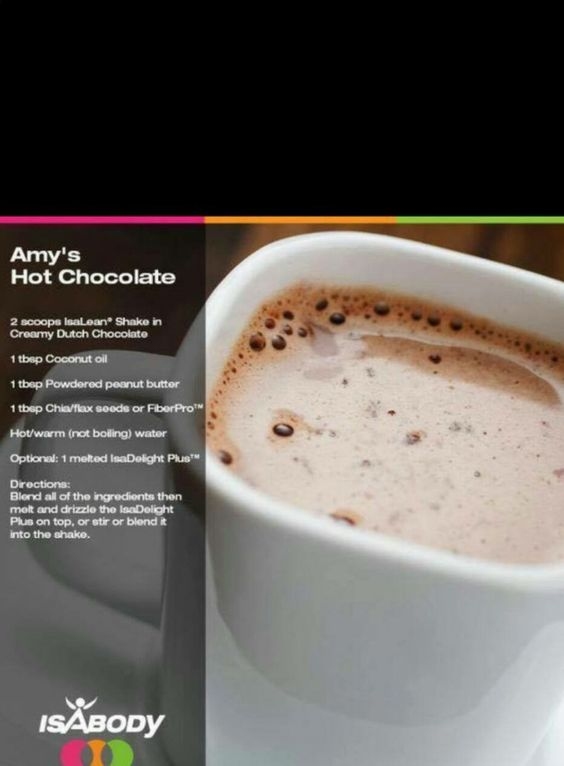 Amy's
Hot Chocolate
2 scoops IsaLean® Shake in
Creamy Dutch Chocolate
1 tbsp Coconut oil
1 tbsp Powdered peanut butter
1 tbsp Chia/flax seeds or FiberPro™
Hot/warm (not boiling) water
Optional: 1 melted IsaDelight Plus™
Directions:
Blend all of the ingredients then
melt and drizzle the IsaDelight
Plus on top, or stir or blend it
into the shake.
ISABODY